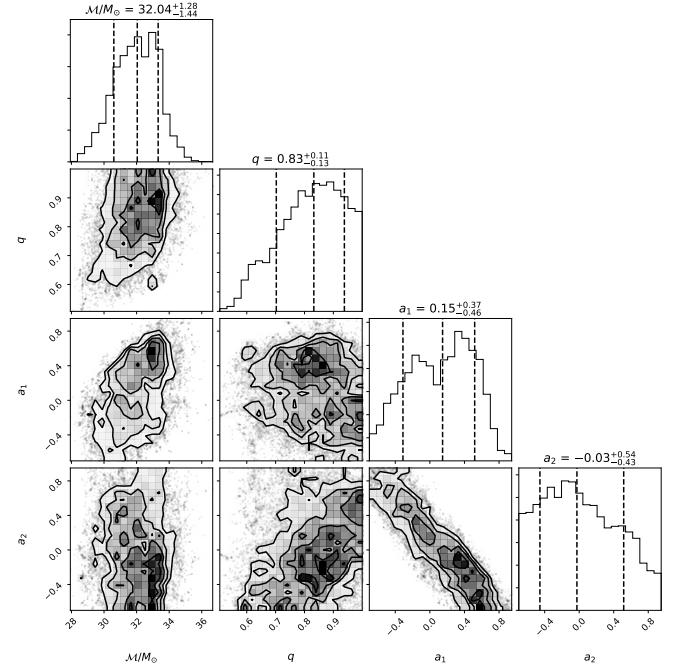 ℳ/M⊙ = 32.04+1.28−1.44
q = 0.83+0.11−0.13
0.9
0.8
0.7
0.6
q
a1 = 0.15+0.37−0.46
0.8
0.4
0.0
−0.4
a1
a2 = −0.03+0.54−0.43
0.8
0.4
0.0
−0.4
a2
28 30 32 34 36
0.6 0.7 0.8 0.9
−0.4 0.0 0.4 0.8
−0.4 0.0 0.4 0.8
ℳ/M⊙ q a1 a2